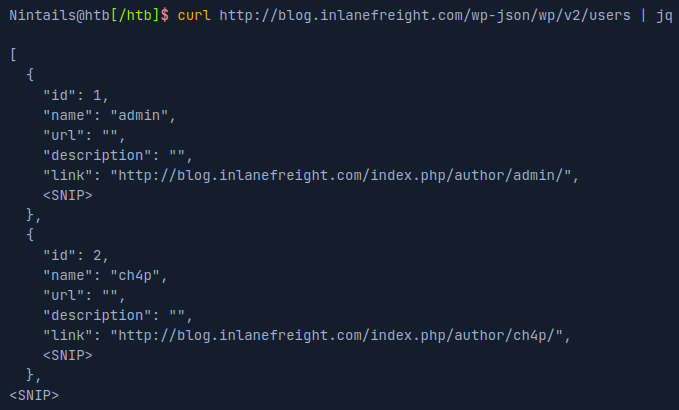 Nintails@htb[/htb]$ curl http://blog.inlanefreight.com/wp-json/wp/v2/users | jq
[
  {
    "id": 1,
    "name": "admin",
    "url": "",
    "description": "",
    "link": "http://blog.inlanefreight.com/index.php/author/admin/",
    <SNIP>
  },
  {
    "id": 2,
    "name": "ch4p",
    "url": "",
    "description": "",
    "link": "http://blog.inlanefreight.com/index.php/author/ch4p/",
    <SNIP>
  },
<SNIP>